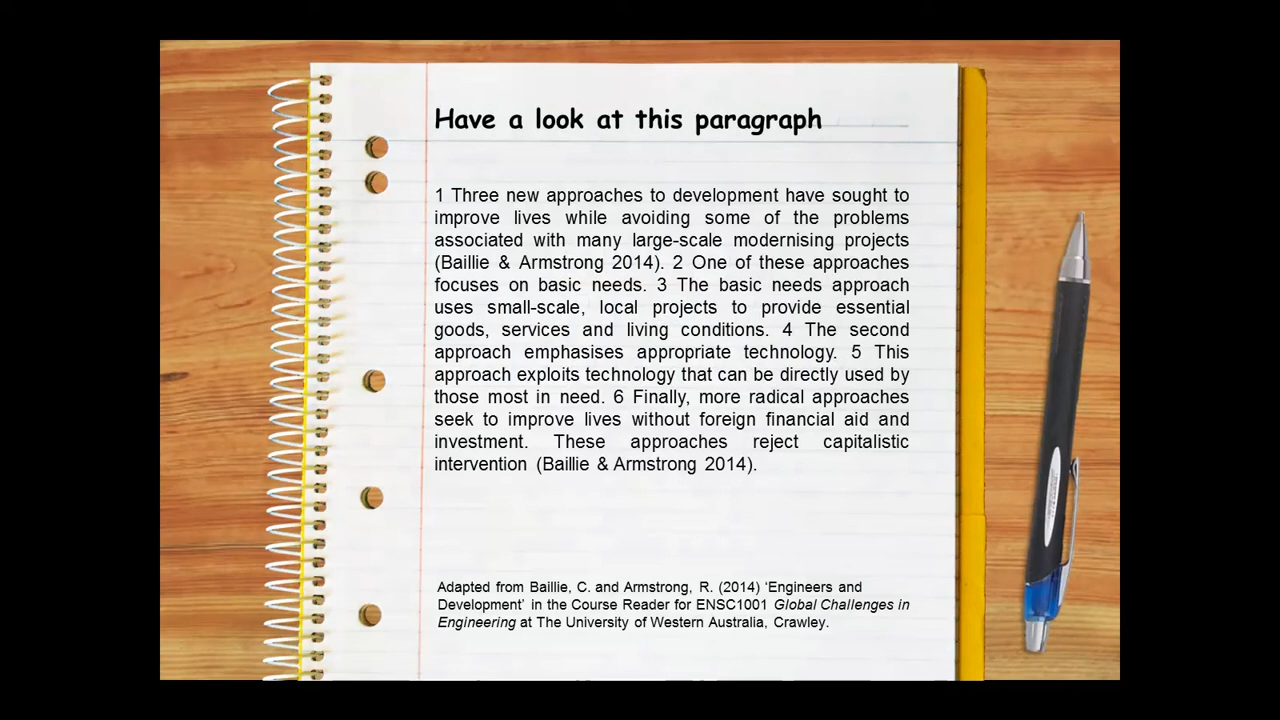 Have a look at this paragraph
1 Three new approaches to development have sought to
improve lives while avoiding some of the problems
associated with many large-scale modernising projects
(Baillie & Armstrong 2014). 2 One of these approaches
focuses on basic needs. 3 The basic needs approach
uses small-scale, local projects to provide essential
goods, services and living conditions. 4 The second
approach emphasises appropriate technology. 5 This
approach exploits technology that can be directly used by
those most in need. 6 Finally, more radical approaches
seek to improve lives without foreign financial aid and
investment. These approaches reject capitalistic
intervention (Baillie & Armstrong 2014).
Adapted from Baillie, C. and Armstrong, R. (2014) ‘Engineers and
Development’ in the Course Reader for ENSC1001 Global Challenges in
Engineering at The University of Western Australia, Crawley.